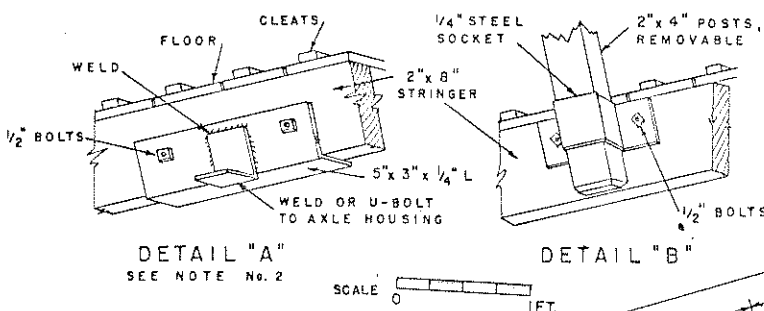 CLEATS
FLOOR
WELD
1/2" BOLTS
2" x 8"
STRINGER
5" x 3" x 1/4" L
WELD OR U-BOLT
TO AXLE HOUSING
DETAIL "A"
SEE NOTE No. 2
1/4" STEEL
SOCKET
2" x 4" POSTS,
REMOVABLE
1/2" BOLTS
DETAIL "B"
SCALE
0
1FT.